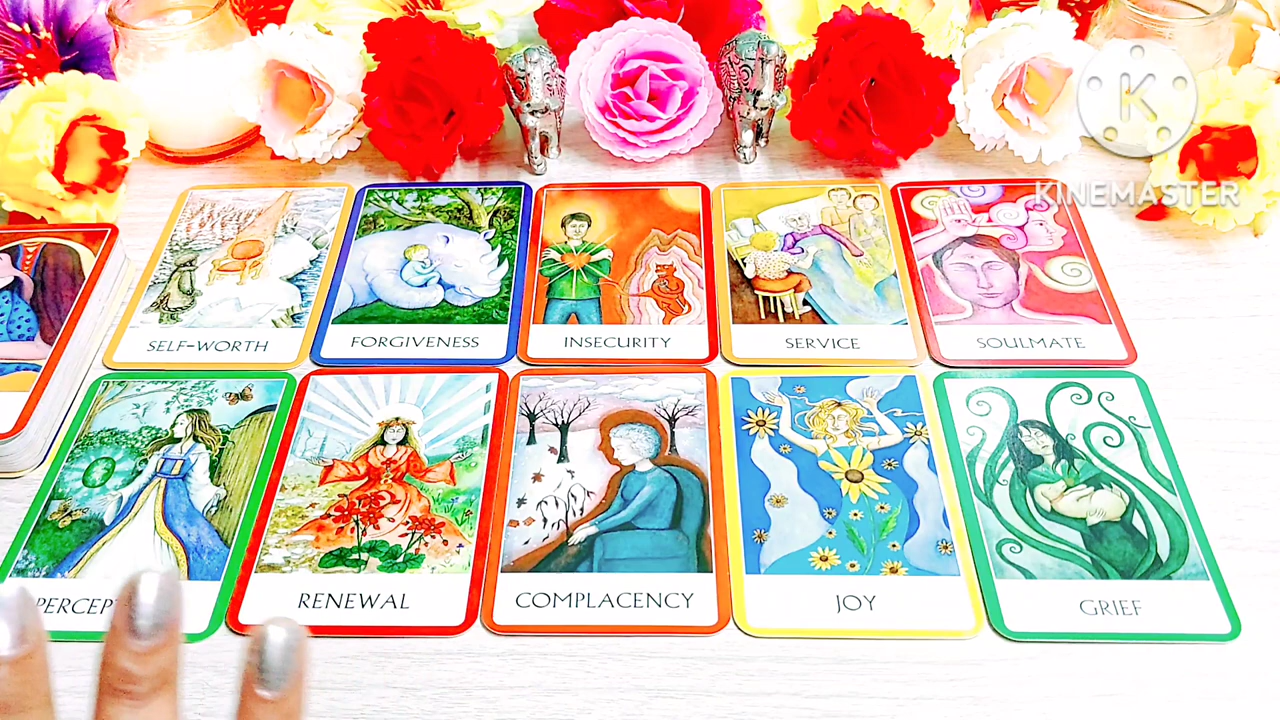 K
KINEMASTER
SELF-WORTH
FORGIVENESS
INSECURITY
SERVICE
SOULMATE
RENEWAL
COMPLACENCY
JOY
GRIEF